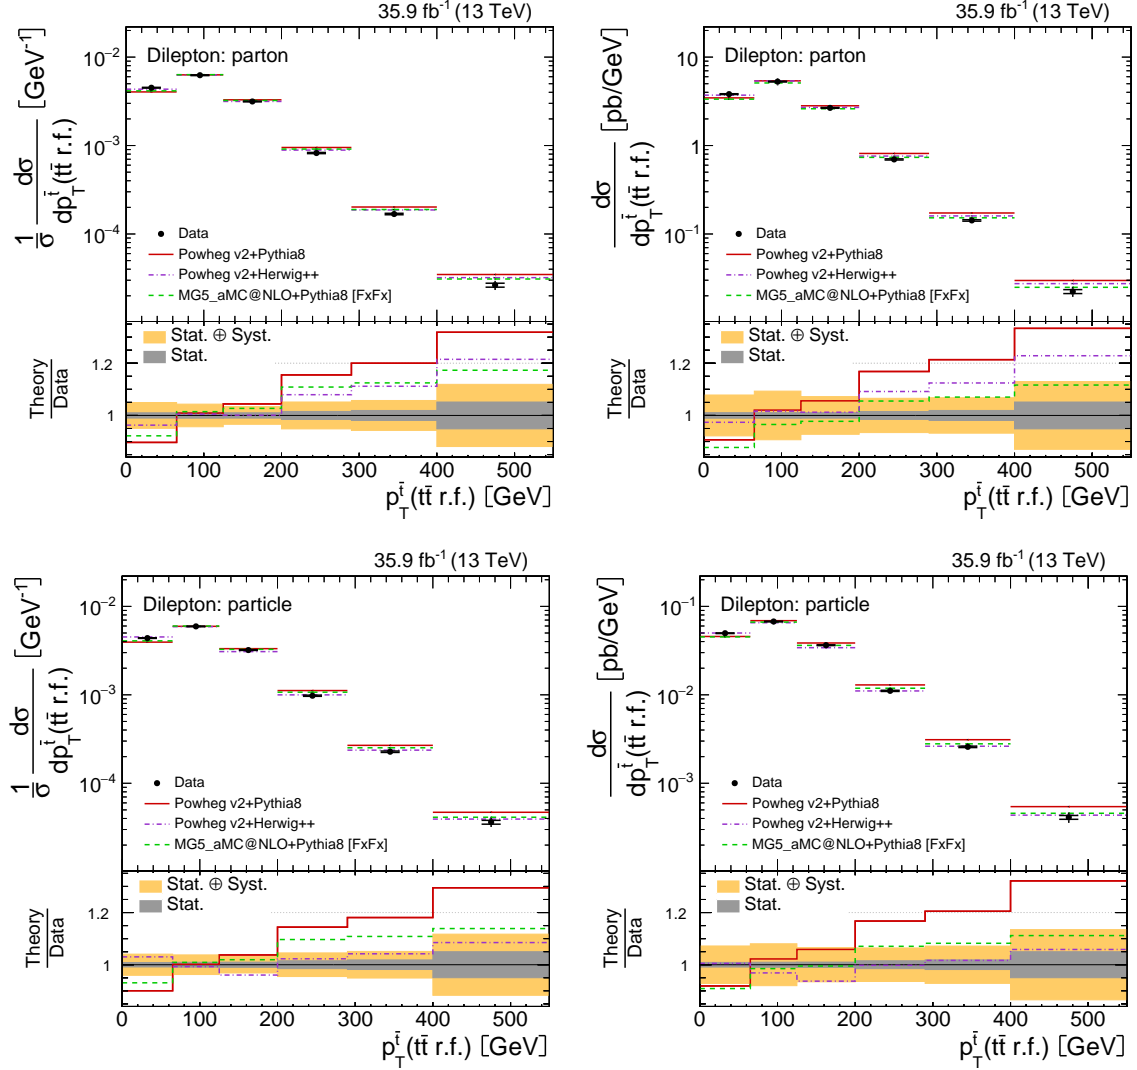 35.9 fb⁻¹ (13 TeV)
Dilepton: parton
1/σ dσ/dp_T^t̄(tt̄ r.f.) [GeV⁻¹]
10⁻²
10⁻³
10⁻⁴
Data
Powheg v2+Pythia8
Powheg v2+Herwig++
MG5_aMC@NLO+Pythia8 [FxFx]
Stat. ⊕ Syst.
Stat.
Theory/Data
1.2
1
0 100 200 300 400 500
p_T^t̄(tt̄ r.f.) [GeV]
35.9 fb⁻¹ (13 TeV)
Dilepton: parton
dσ/dp_T^t̄(tt̄ r.f.) [pb/GeV]
10
1
10⁻¹
Data
Powheg v2+Pythia8
Powheg v2+Herwig++
MG5_aMC@NLO+Pythia8 [FxFx]
Stat. ⊕ Syst.
Stat.
Theory/Data
1.2
1
0 100 200 300 400 500
p_T^t̄(tt̄ r.f.) [GeV]
35.9 fb⁻¹ (13 TeV)
Dilepton: particle
1/σ dσ/dp_T^t̄(tt̄ r.f.) [GeV⁻¹]
10⁻²
10⁻³
10⁻⁴
Data
Powheg v2+Pythia8
Powheg v2+Herwig++
MG5_aMC@NLO+Pythia8 [FxFx]
Stat. ⊕ Syst.
Stat.
Theory/Data
1.2
1
0 100 200 300 400 500
p_T^t̄(tt̄ r.f.) [GeV]
35.9 fb⁻¹ (13 TeV)
Dilepton: particle
dσ/dp_T^t̄(tt̄ r.f.) [pb/GeV]
10⁻¹
10⁻²
10⁻³
Data
Powheg v2+Pythia8
Powheg v2+Herwig++
MG5_aMC@NLO+Pythia8 [FxFx]
Stat. ⊕ Syst.
Stat.
Theory/Data
1.2
1
0 100 200 300 400 500
p_T^t̄(tt̄ r.f.) [GeV]